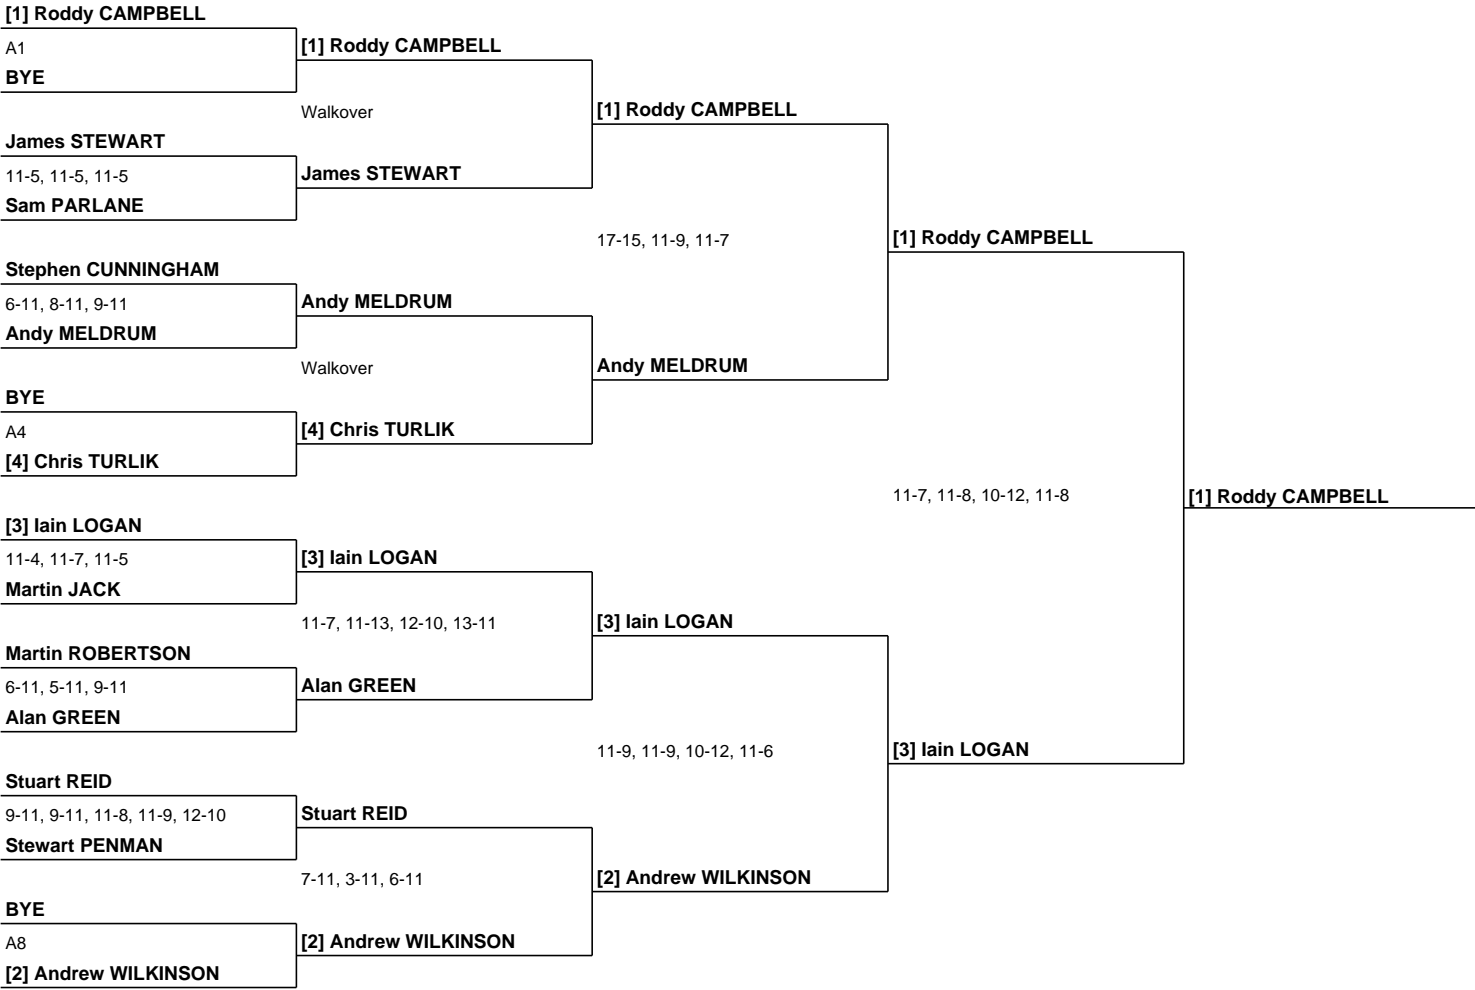 [1] Roddy CAMPBELL
A1
BYE
James STEWART
11-5, 11-5, 11-5
Sam PARLANE
Stephen CUNNINGHAM
6-11, 8-11, 9-11
Andy MELDRUM
BYE
A4
[4] Chris TURLIK
[3] Iain LOGAN
11-4, 11-7, 11-5
Martin JACK
Martin ROBERTSON
6-11, 5-11, 9-11
Alan GREEN
Stuart REID
9-11, 9-11, 11-8, 11-9, 12-10
Stewart PENMAN
BYE
A8
[2] Andrew WILKINSON
[1] Roddy CAMPBELL
Walkover
James STEWART
Andy MELDRUM
Walkover
[4] Chris TURLIK
[3] Iain LOGAN
11-7, 11-13, 12-10, 13-11
Alan GREEN
Stuart REID
7-11, 3-11, 6-11
[2] Andrew WILKINSON
[1] Roddy CAMPBELL
17-15, 11-9, 11-7
Andy MELDRUM
[3] Iain LOGAN
11-9, 11-9, 10-12, 11-6
[2] Andrew WILKINSON
[1] Roddy CAMPBELL
11-7, 11-8, 10-12, 11-8
[3] Iain LOGAN
[1] Roddy CAMPBELL